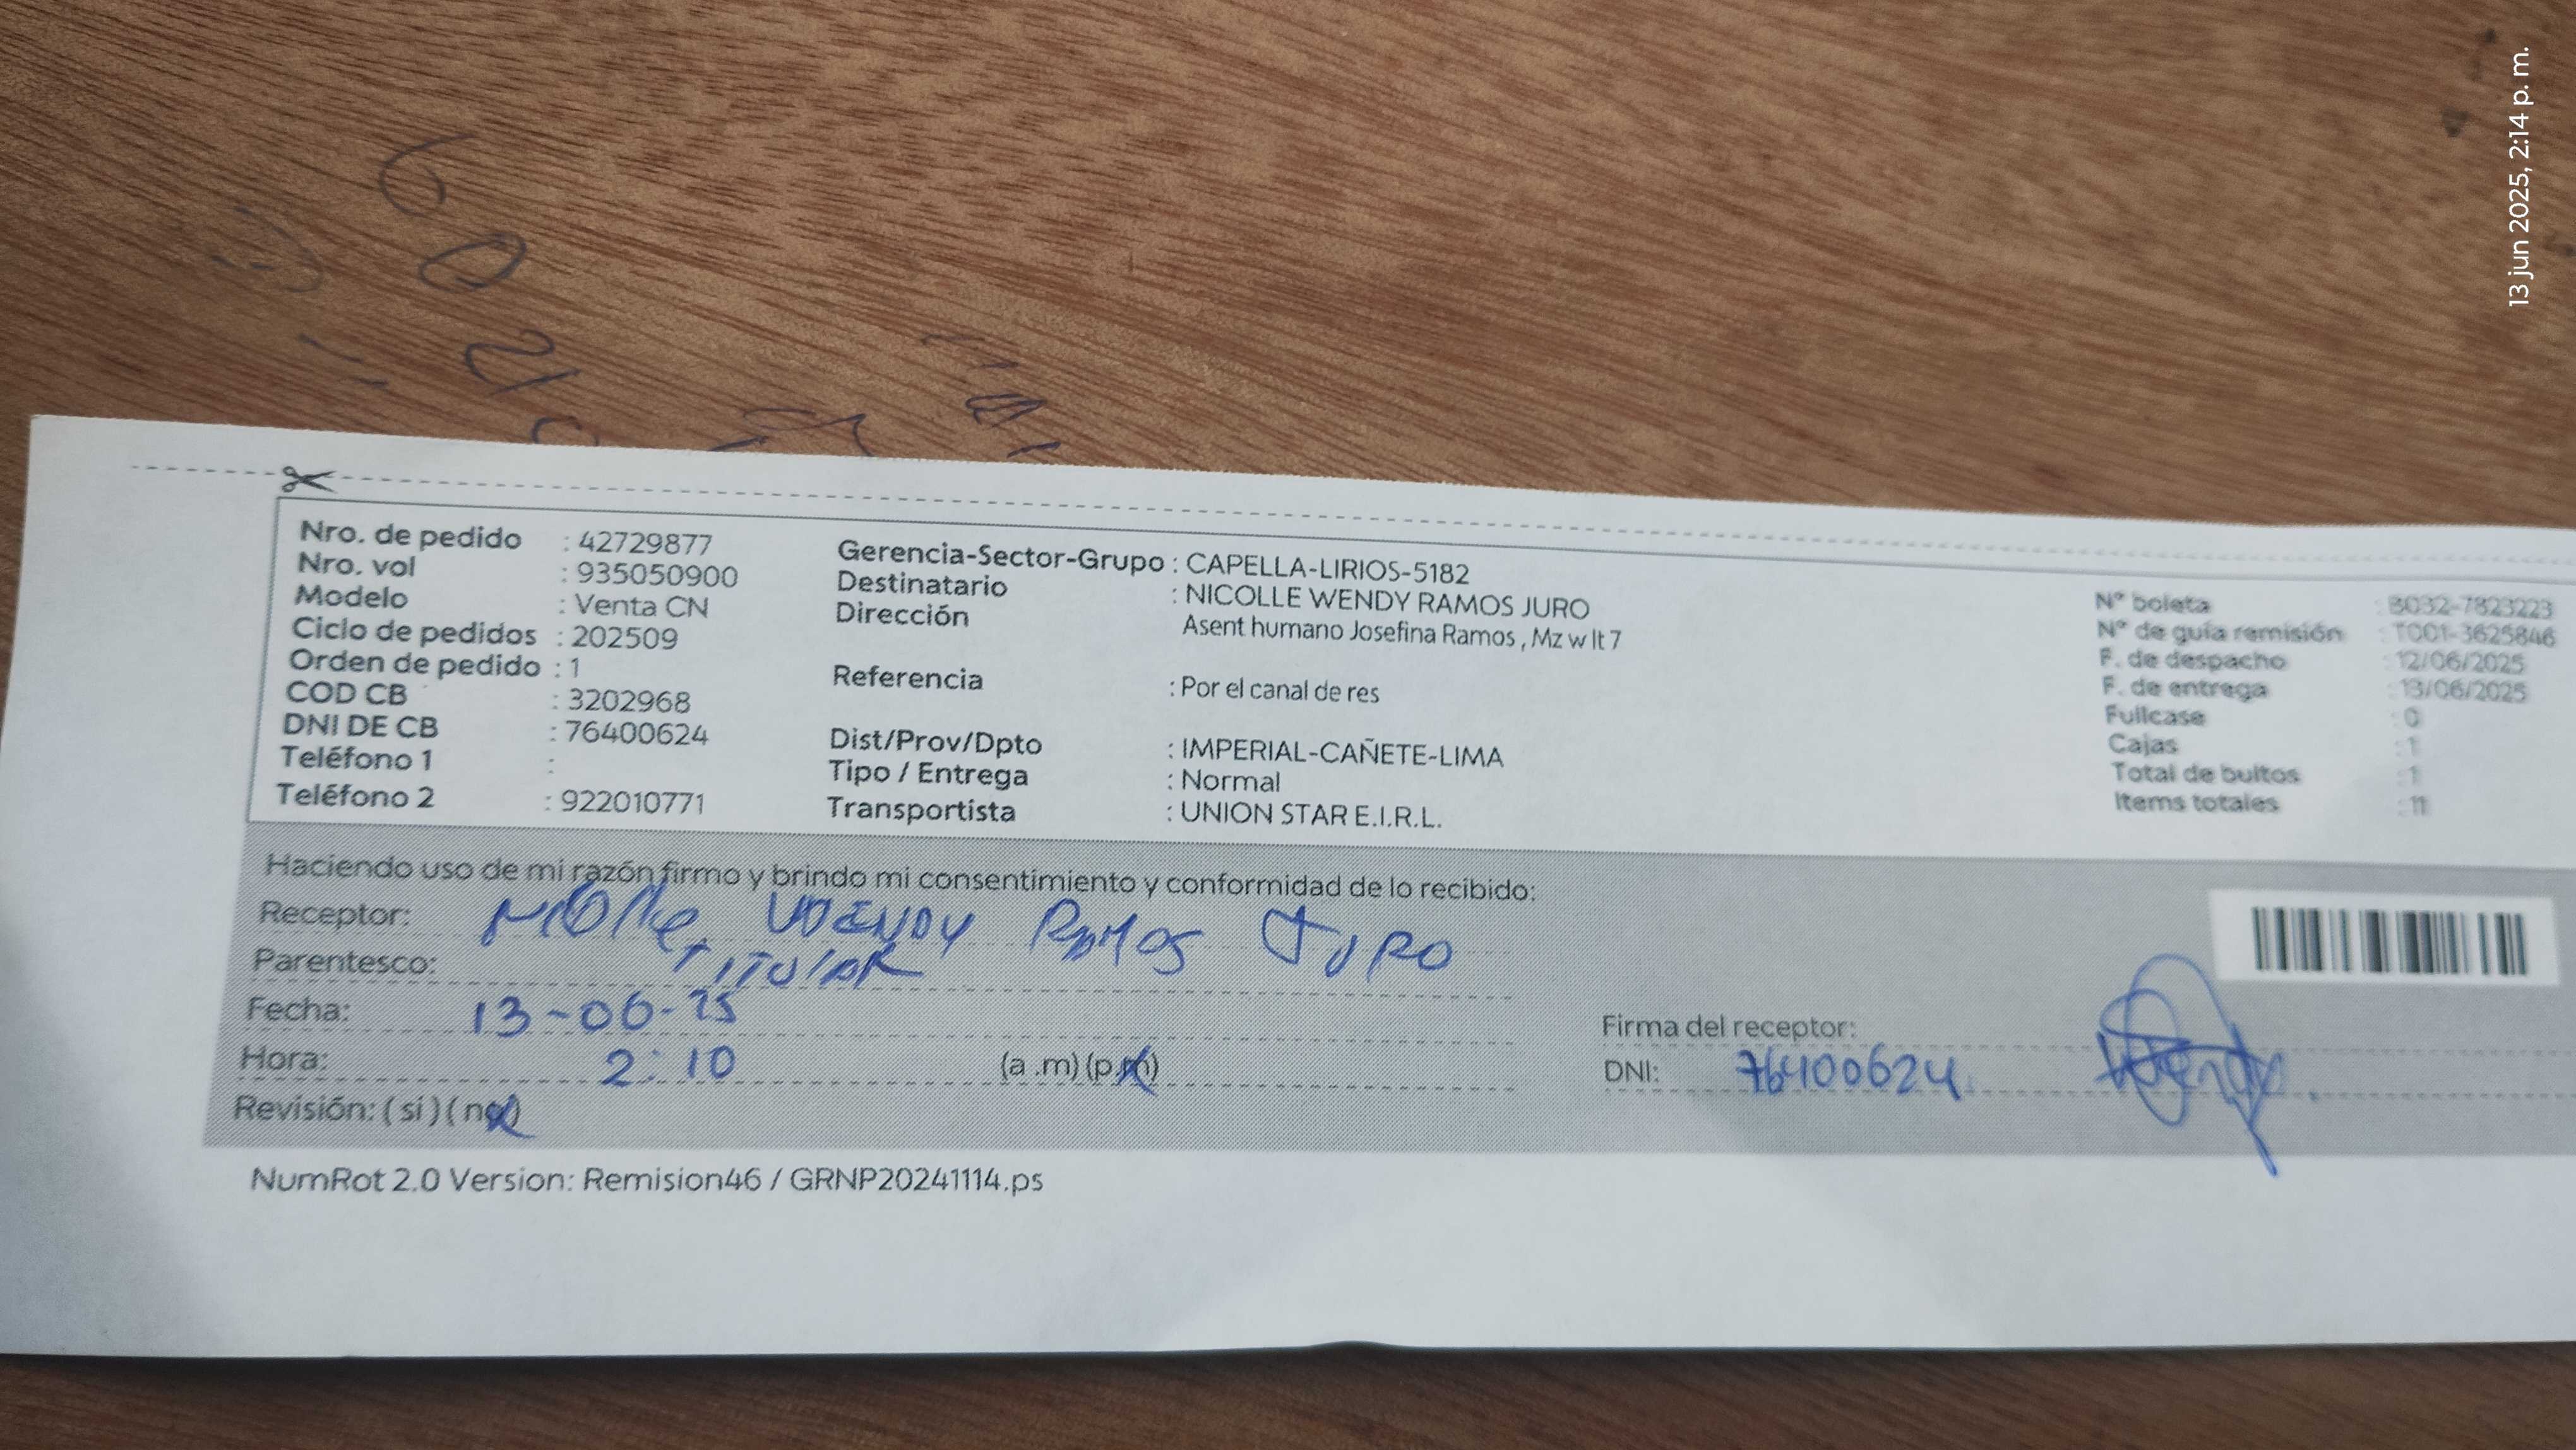 13 jun 2025, 2:14 p. m.
6
0
Nro. de pedido : 42729877
Nro. vol : 935050900
Modelo : Venta CN
Ciclo de pedidos : 202509
Orden de pedido : 1
COD CB : 3202968
DNI DE CB : 76400624
Teléfono 1 :
Teléfono 2 : 922010771
Gerencia-Sector-Grupo : CAPELLA-LIRIOS-5182
Destinatario : NICOLLE WENDY RAMOS JURO
Dirección
Asent humano Josefina Ramos , Mz w lt 7
Referencia : Por el canal de res
Dist/Prov/Dpto : IMPERIAL-CAÑETE-LIMA
Tipo / Entrega : Normal
Transportista : UNION STAR E.I.R.L.
N° boleta : B032-7823223
N° de guía remisión : T001-3625846
F. de despacho : 12/06/2025
F. de entrega : 13/06/2025
Fullcase : 0
Cajas : 1
Total de bultos : 1
Items totales : 11
Haciendo uso de mi razón firmo y brindo mi consentimiento y conformidad de lo recibido:
Receptor: WENDY RAMOS JURO
Parentesco: TITULAR
Fecha: 13-06-25
Hora: 2:10 (a .m) (p.m)
Revisión: ( si ) ( no )
Firma del receptor: Wendy
DNI: 76400624
NumRot 2.0 Version: Remision46 / GRNP20241114.ps